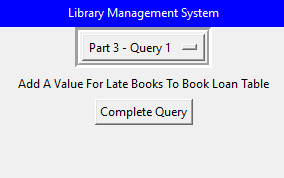 Library Management System
Part 3 - Query 1
Add A Value For Late Books To Book Loan Table
Complete Query